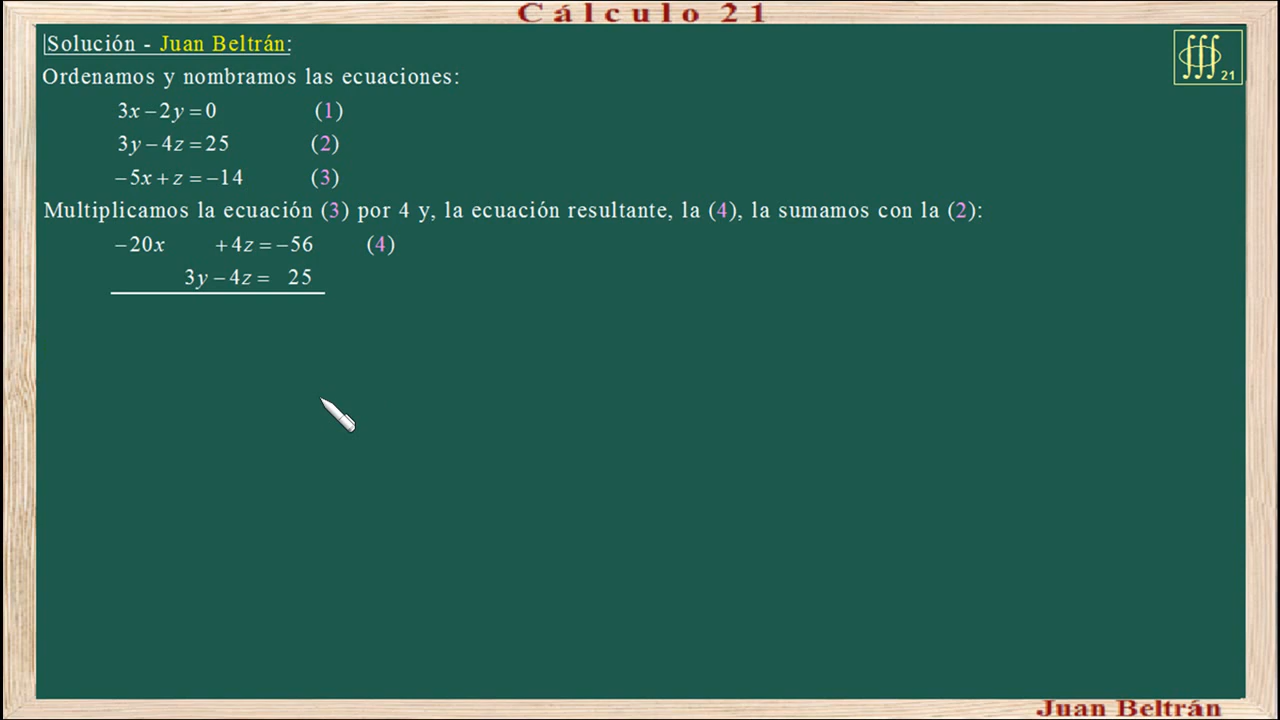 Cálculo 21
Solución - Juan Beltrán:
21
Ordenamos y nombramos las ecuaciones:
3x−2y=0 (1)
3y−4z=25 (2)
−5x+z=−14 (3)
Multiplicamos la ecuación (3) por 4 y, la ecuación resultante, la (4), la sumamos con la (2):
−20x +4z=−56 (4)
3y−4z= 25
Juan Beltrán